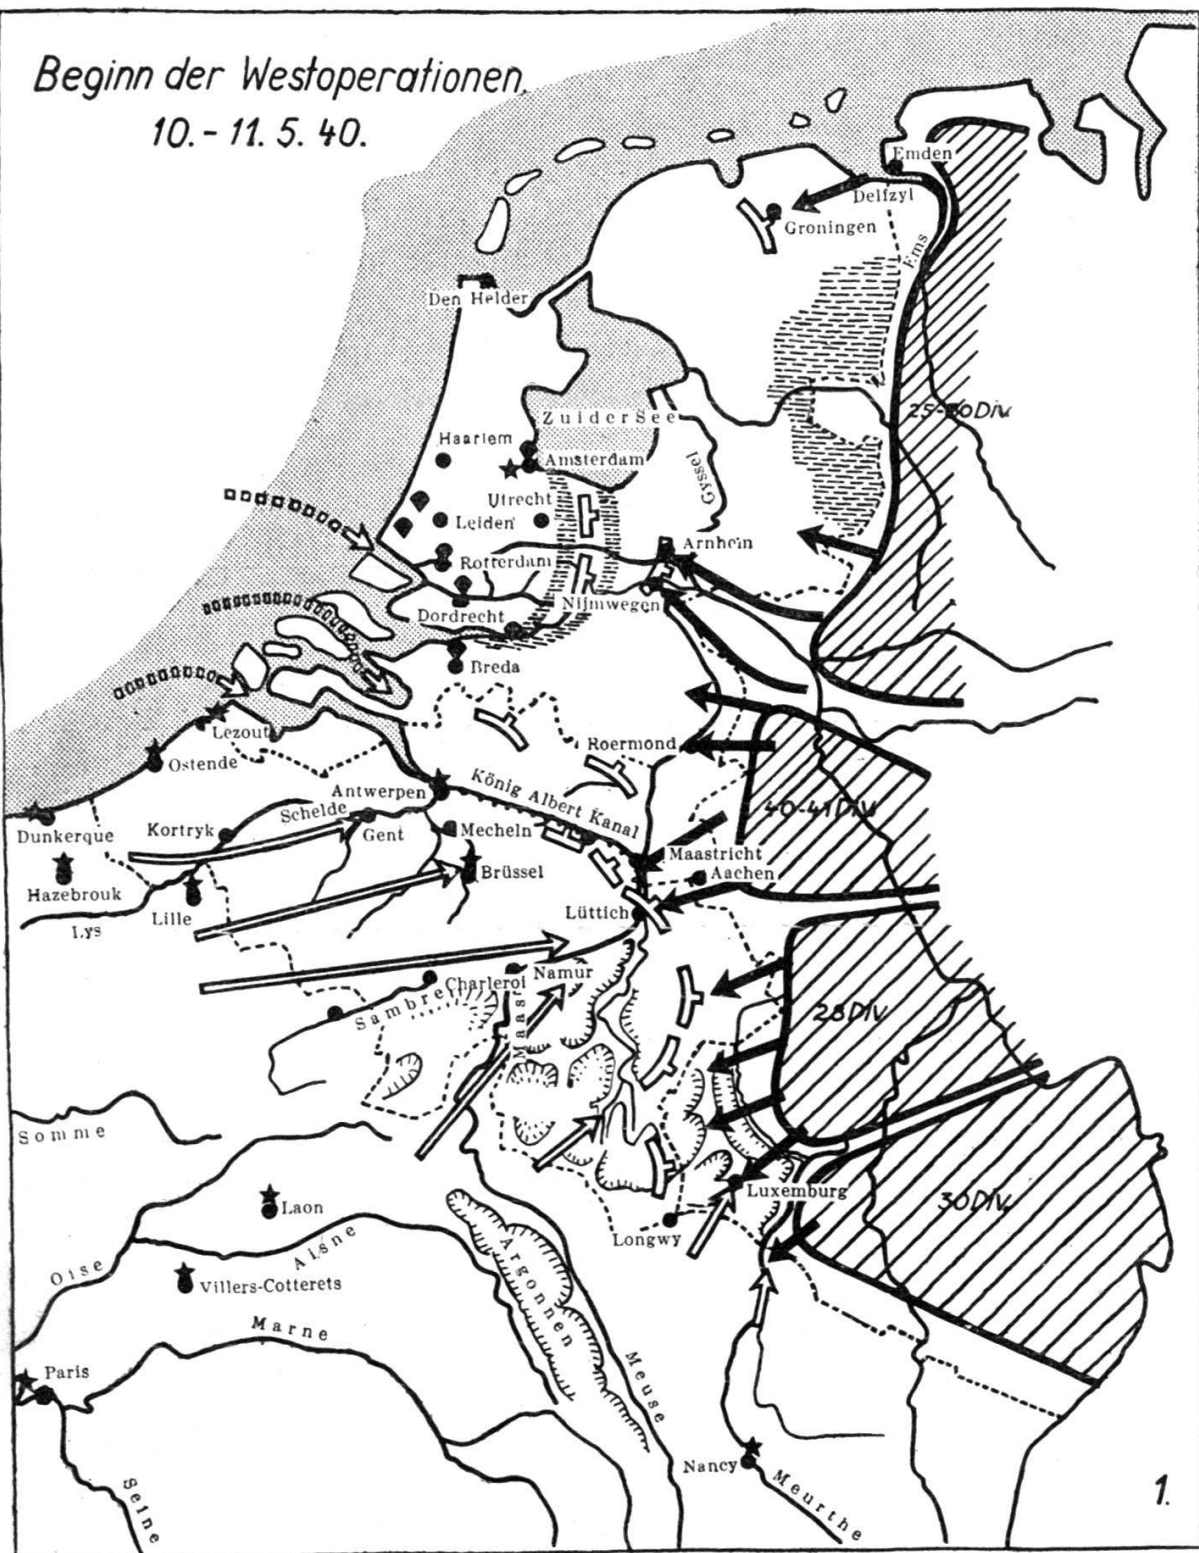 Beginn der Westoperationen,
10.-11. 5. 40.
Emden
Delfzyl
Groningen
Ems
Den Helder
25-30 Div.
Zuider See
Haarlem
Amsterdam
Gyssel
Utrecht
Leiden
Arnheim
Rotterdam
Nijmwegen
Dordrecht
Breda
Lezout
Roermond
Ostende
König Albert Kanal
Antwerpen
40-41 Div.
Schelde
Dunkerque
Kortryk
Gent
Mecheln
Maastricht
Brüssel
Aachen
Hazebrouk
Lille
Lüttich
Lys
Namur
Charleroi
Sambre
Maas
28 Div.
Somme
Luxemburg
30 Div.
Laon
Longwy
Aisne
Oise
Argonnen
Villers-Cotterets
Marne
Paris
Meuse
Nancy
Meurthe
Seine
1.